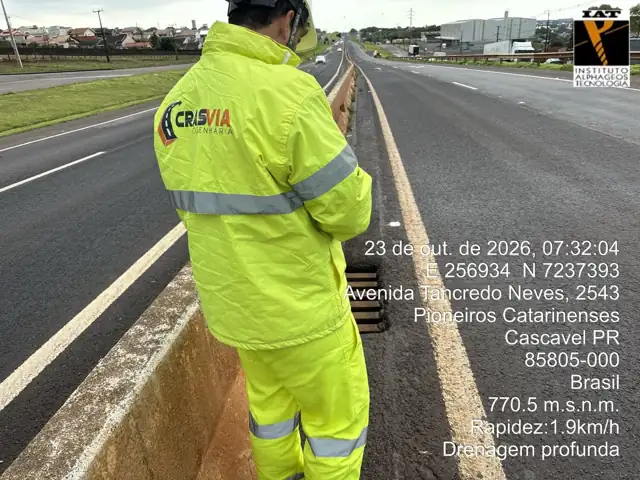 IAT
INSTITUTO
ALPHAGEOS
TECNOLOGIA
CRASVIA
ENGENHARIA
23 de out. de 2026, 07:32:04
E 256934 N 7237393
Avenida Tancredo Neves, 2543
Pioneiros Catarinenses
Cascavel PR
85805-000
Brasil
770.5 m.s.n.m.
Rapidez:1.9km/h
Drenagem profunda